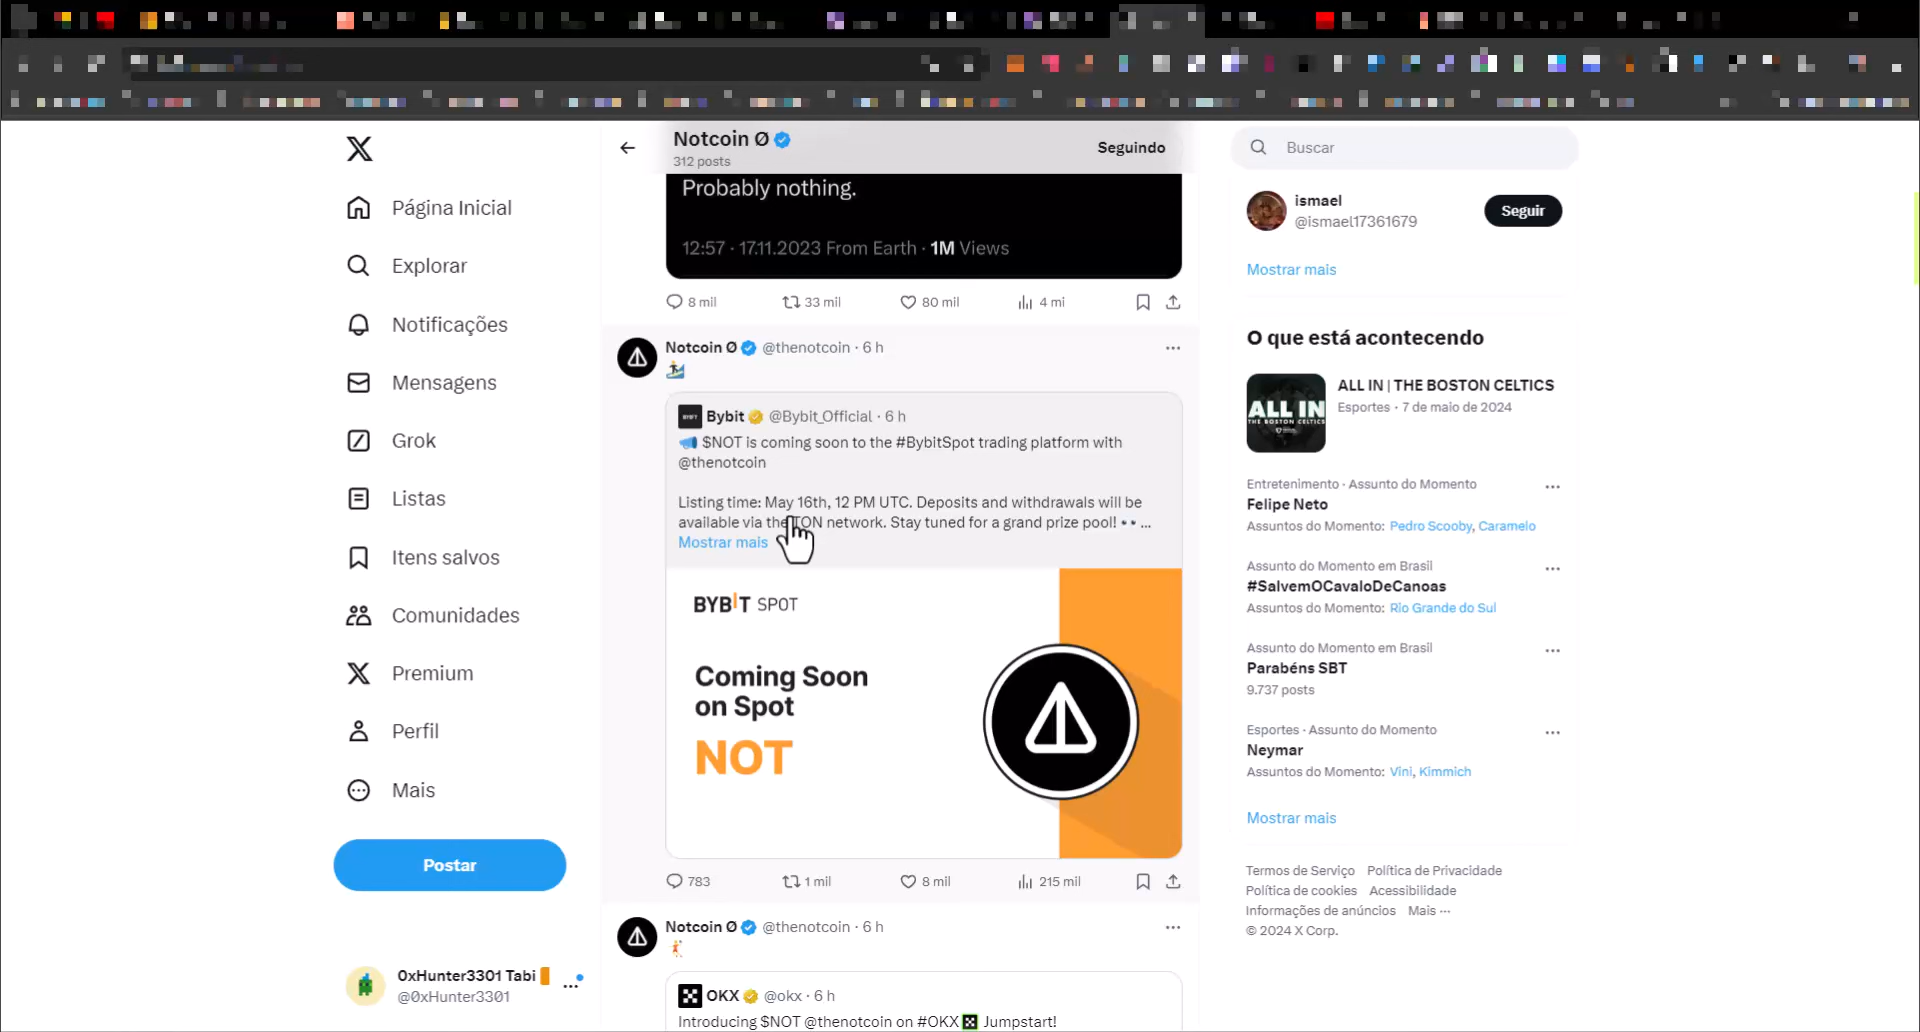 Notcoin Ø
312 posts
Seguindo
Buscar
Página Inicial
Explorar
Notificações
Mensagens
Grok
Listas
Itens salvos
Comunidades
Premium
Perfil
Mais
Postar
0xHunter3301 Tabi
@0xHunter3301
Probably nothing.
12:57 · 17.11.2023 From Earth · 1M Views
8 mil 33 mil 80 mil 4 mi
Notcoin Ø @thenotcoin · 6 h
Bybit @Bybit_Official · 6 h
$NOT is coming soon to the #BybitSpot trading platform with
@thenotcoin
Listing time: May 16th, 12 PM UTC. Deposits and withdrawals will be
available via the TON network. Stay tuned for a grand prize pool! 👀 ...
Mostrar mais
BYBIT SPOT
Coming Soon
on Spot
NOT
783 1 mil 8 mil 215 mil
Notcoin Ø @thenotcoin · 6 h
OKX @okx · 6 h
Introducing $NOT @thenotcoin on #OKX Jumpstart!
ismael
@ismael17361679
Seguir
Mostrar mais
O que está acontecendo
ALL IN
THE BOSTON CELTICS
ALL IN | THE BOSTON CELTICS
Esportes · 7 de maio de 2024
Entretenimento · Assunto do Momento
Felipe Neto
Assuntos do Momento: Pedro Scooby, Caramelo
Assunto do Momento em Brasil
#SalvemOCavaloDeCanoas
Assuntos do Momento: Rio Grande do Sul
Assunto do Momento em Brasil
Parabéns SBT
9.737 posts
Esportes · Assunto do Momento
Neymar
Assuntos do Momento: Vini, Kimmich
Mostrar mais
Termos de Serviço Política de Privacidade
Política de cookies Acessibilidade
Informações de anúncios Mais ···
© 2024 X Corp.